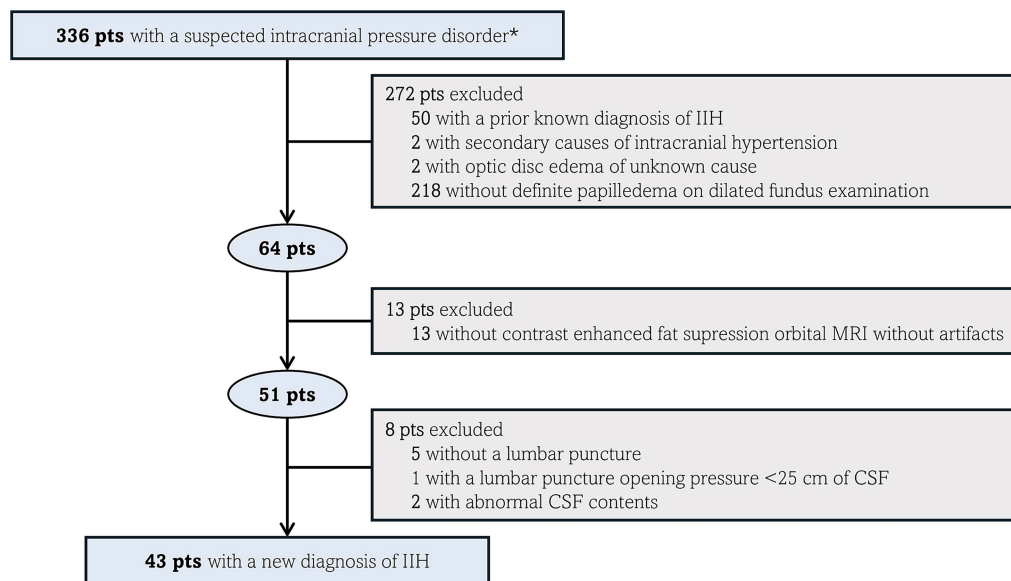 336 pts with a suspected intracranial pressure disorder*
272 pts excluded
50 with a prior known diagnosis of IIH
2 with secondary causes of intracranial hypertension
2 with optic disc edema of unknown cause
218 without definite papilledema on dilated fundus examination
64 pts
13 pts excluded
13 without contrast enhanced fat supression orbital MRI without artifacts
51 pts
8 pts excluded
5 without a lumbar puncture
1 with a lumbar puncture opening pressure <25 cm of CSF
2 with abnormal CSF contents
43 pts with a new diagnosis of IIH